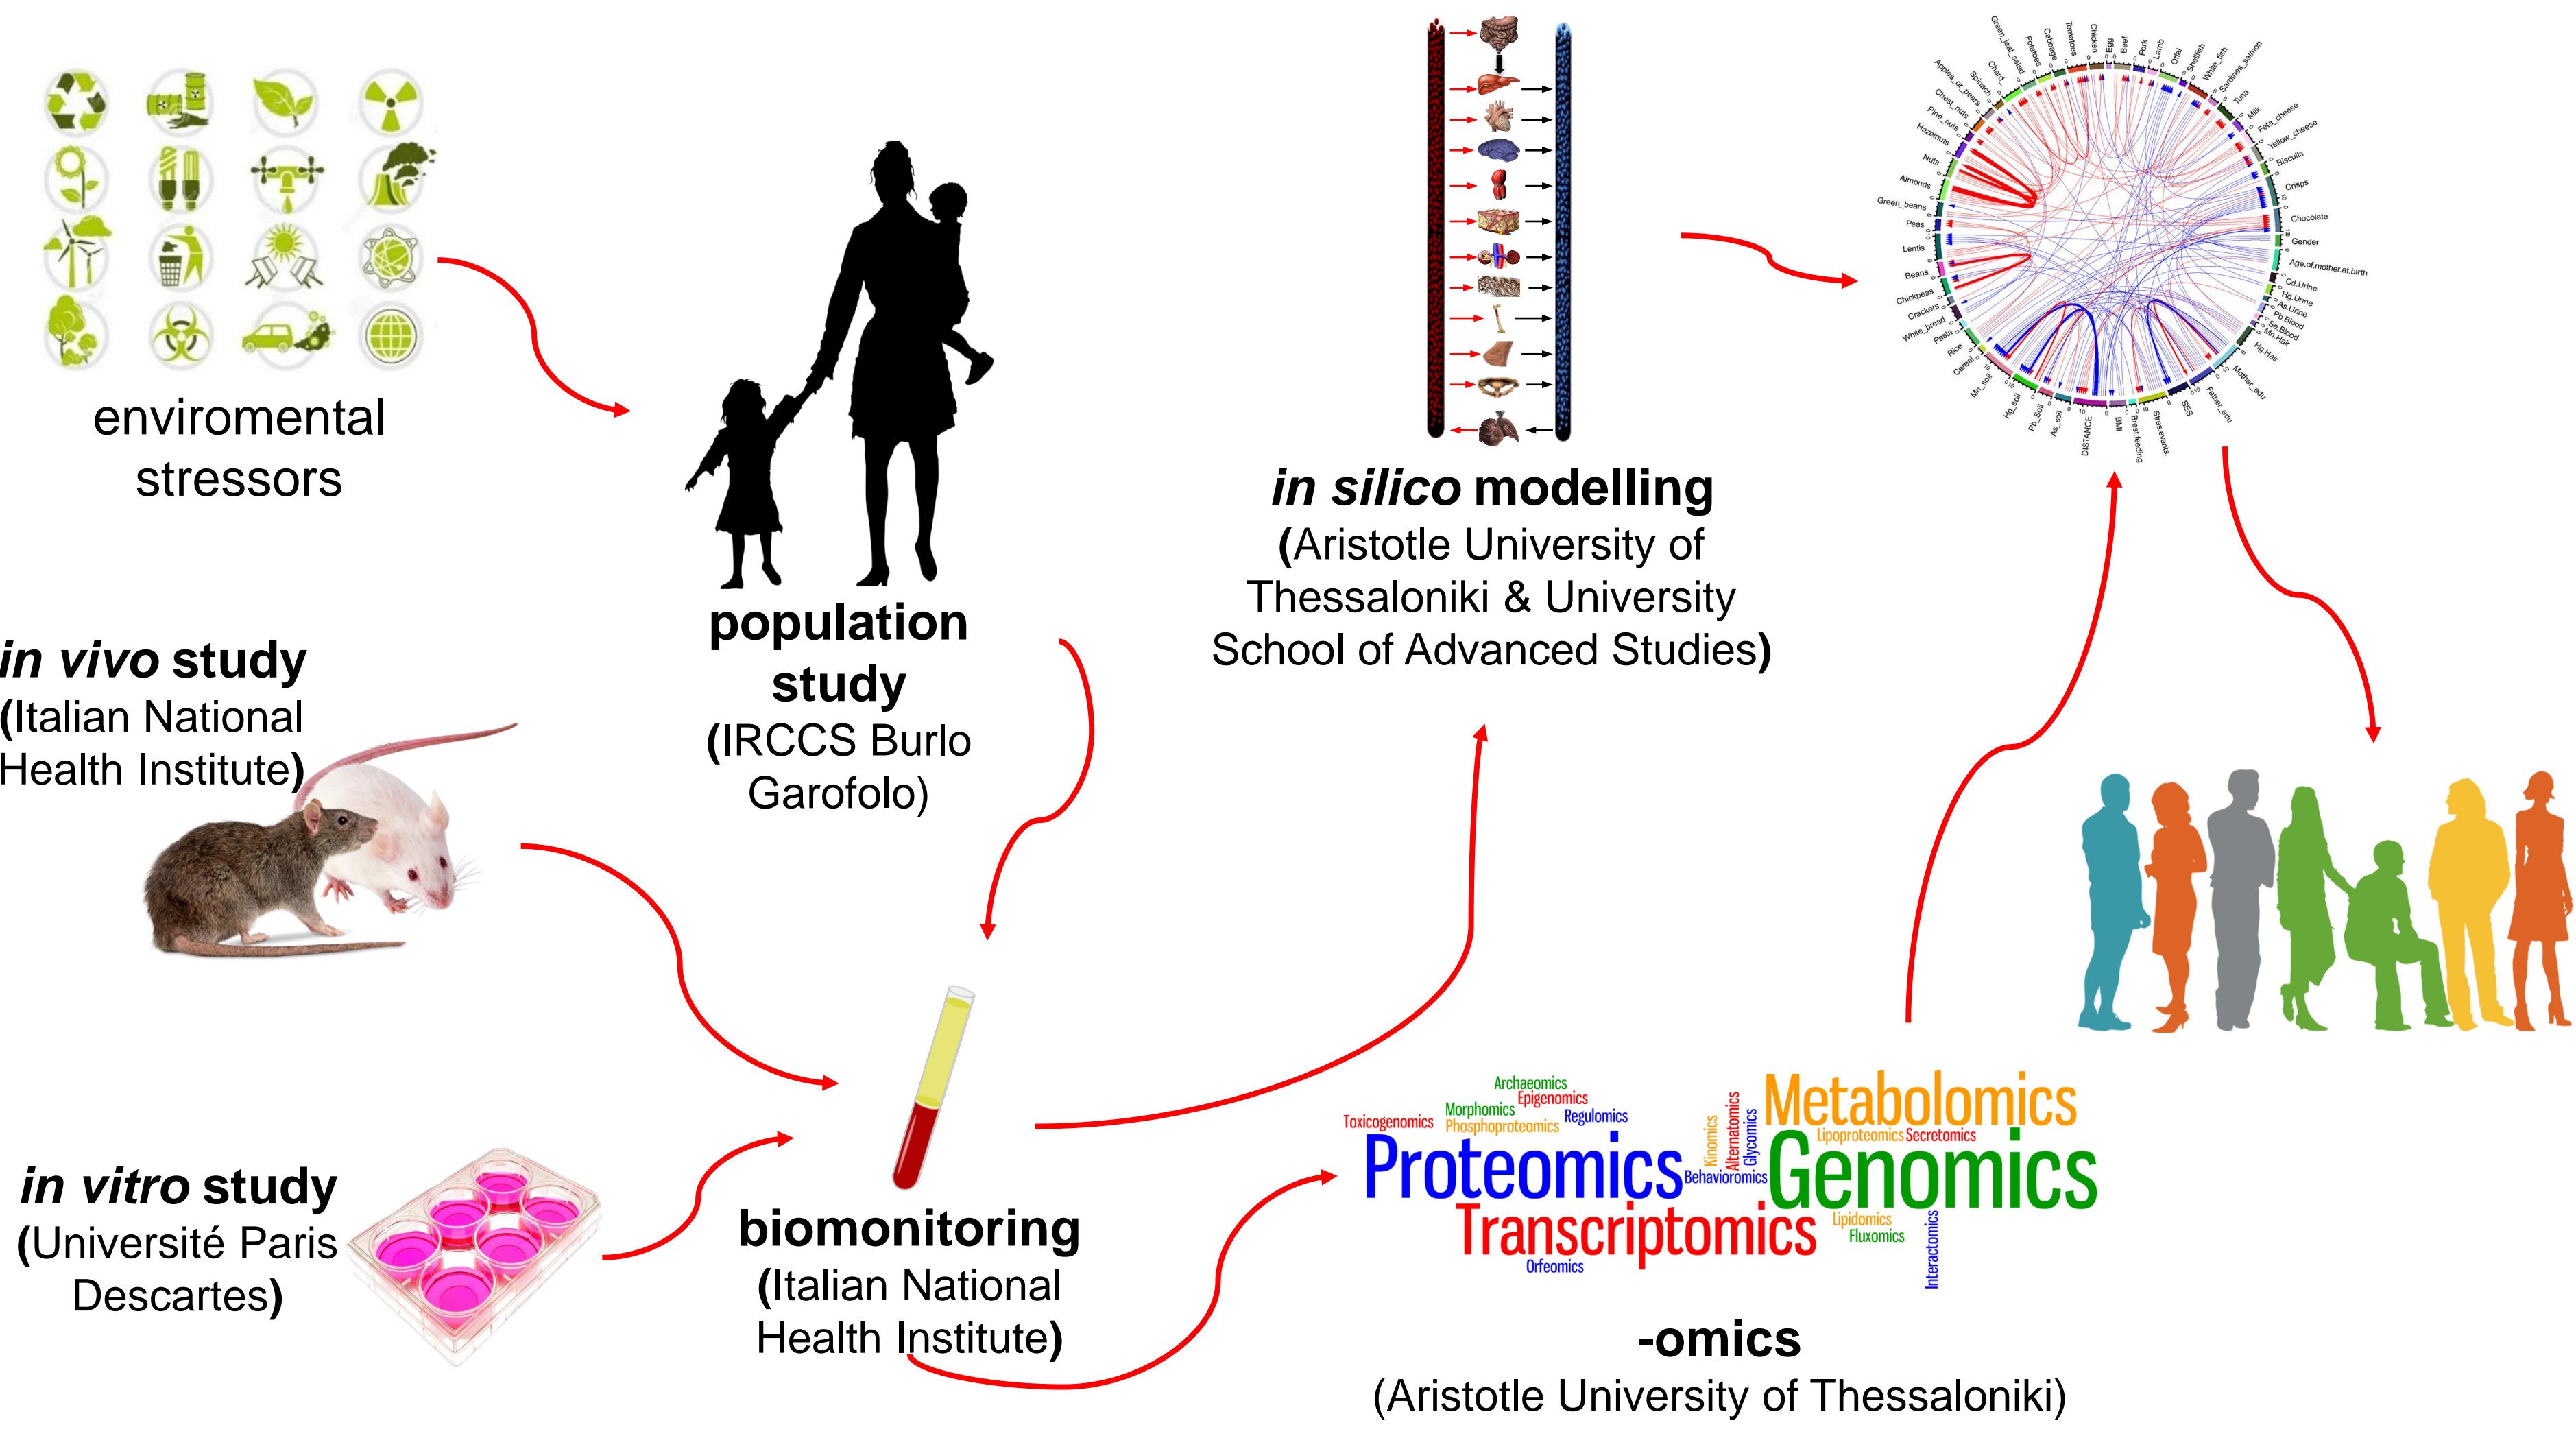 enviromental
stressors
in vivo study
(Italian National
Health Institute)
in vitro study
(Université Paris
Descartes)
population
study
(IRCCS Burlo
Garofolo)
biomonitoring
(Italian National
Health Institute)
in silico modelling
(Aristotle University of
Thessaloniki & University
School of Advanced Studies)
Green_leaf_salad
Potatoes
Cabbage
Tomatoes
Chicken
Egg
Beef
Pork
Lamb
Offal
Shellfish
White_fish
Sardines_salmon
Tuna
Milk
Feta_cheese
Yellow_cheese
Biscuits
Crisps
Chocolate
Gender
Age.of.mother.at.birth
Cd.Urine
Hg.Urine
As.Urine
Pb.Blood
Se.Blood
Mn.Hair
Hg.Hair
Mother_edu
Father_edu
SES
Stres.events.
Brest.feeding
BMI
DISTANCE
As_soil
Pb_Soil
Hg_soil
Mn_soil
Cereal
Rice
Pasta
White_bread
Crackers
Chickpeas
Beans
Lentis
Peas
Green_beans
Almonds
Nuts
Hazelnuts
Pine_nuts
Chest_nuts
Apples_or_pears
Spinach
Chard_
Archaeomics
Epigenomics
Morphomics
Regulomics
Toxicogenomics
Phosphoproteomics
Proteomics
Kinomics
Alternatomics
Glycomics
Behavioromics
Metabolomics
Lipoproteomics Secretomics
Genomics
Transcriptomics
Lipidomics
Fluxomics
Interactomics
Orfeomics
-omics
(Aristotle University of Thessaloniki)